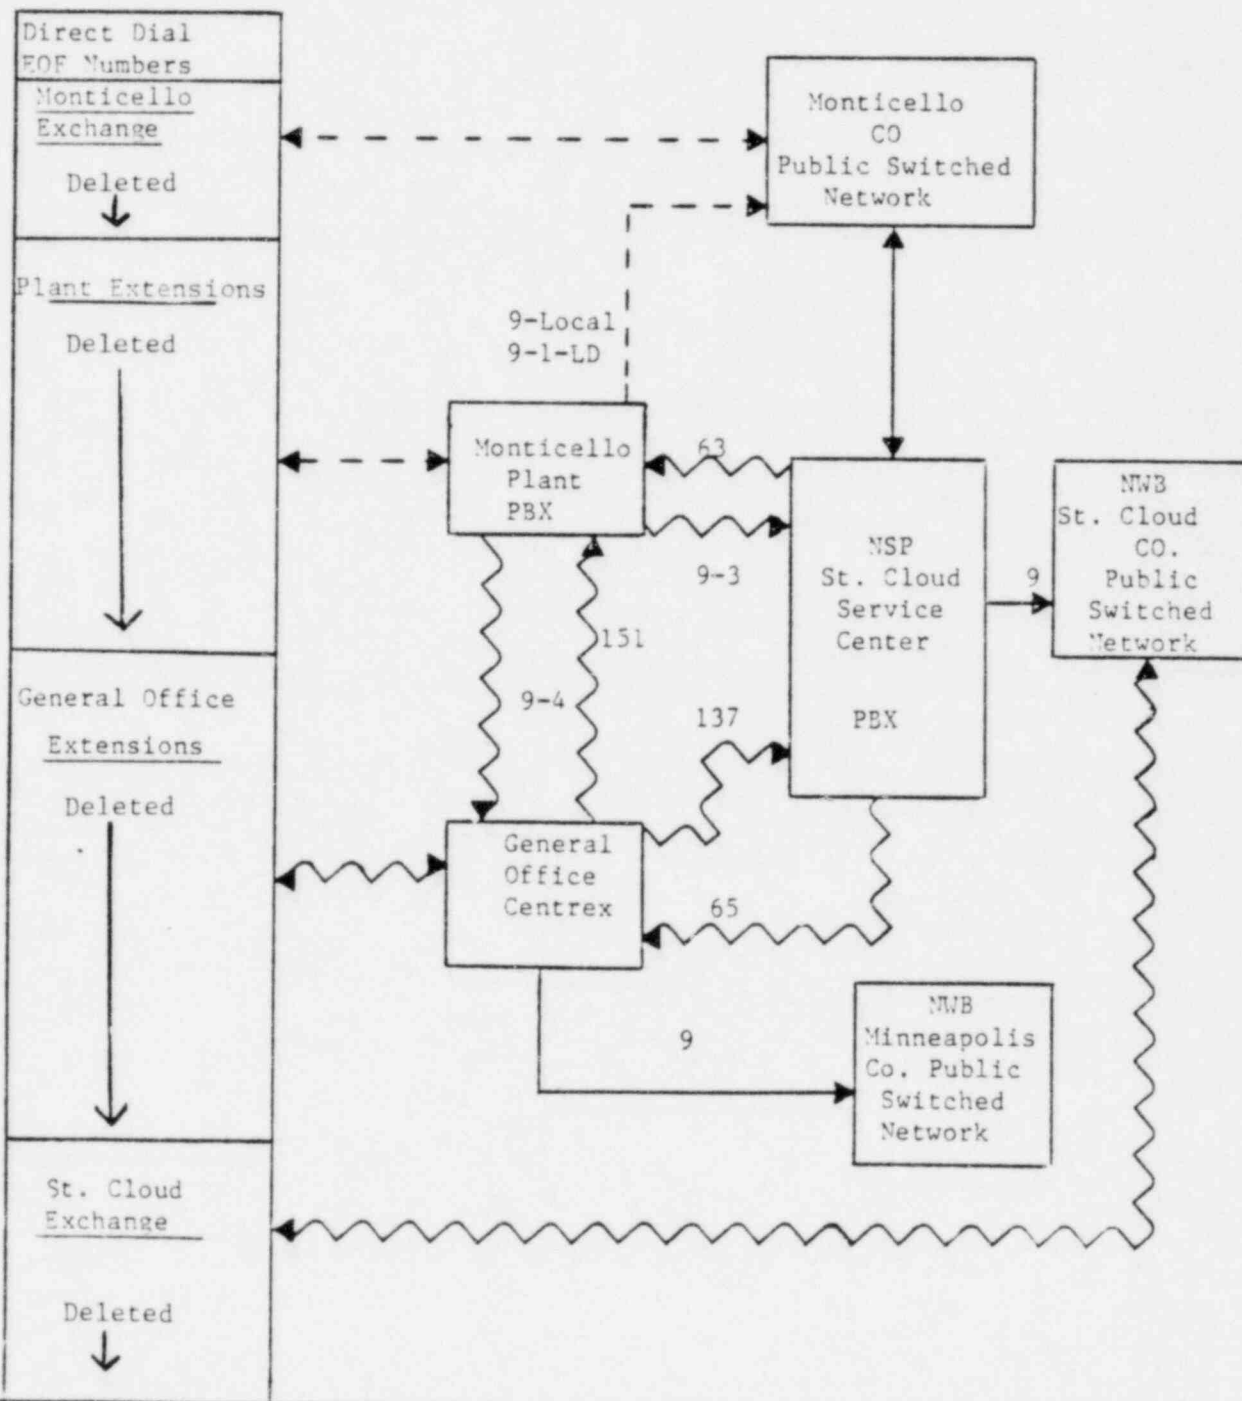 Direct Dial
EOF Numbers
Monticello
Exchange
Deleted
Plant Extensions
Deleted
General Office
Extensions
Deleted
St. Cloud
Exchange
Deleted
Monticello
CO
Public Switched
Network
9-Local
9-1-LD
Monticello
Plant
PBX
63
9-3
151
9-4
137
65
NSP
St. Cloud
Service
Center
PBX
9
NWB
St. Cloud
CO.
Public
Switched
Network
General
Office
Centrex
9
NWB
Minneapolis
Co. Public
Switched
Network